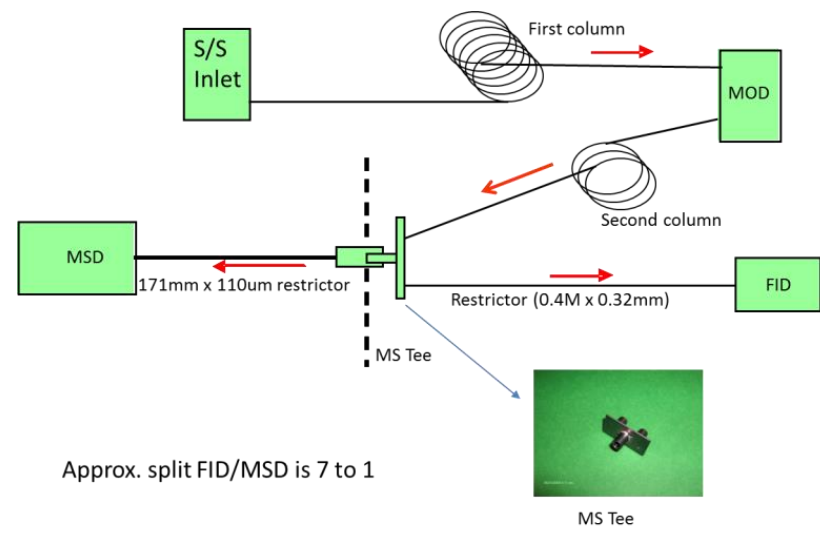 S/S
Inlet
First column
MOD
Second column
MSD
171mm x 110um restrictor
Restrictor (0.4M x 0.32mm)
FID
MS Tee
Approx. split FID/MSD is 7 to 1
MS Tee